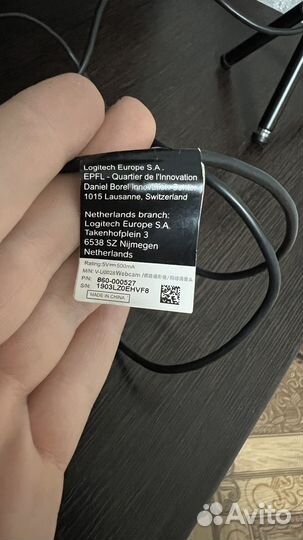 Logitech Europe S.A.
EPFL - Quartier de l'Innovation
Daniel Borel Innovation Center
1015 Lausanne, Switzerland
Netherlands branch:
Logitech Europe S.A.
Takenhofplein 3
6538 SZ Nijmegen
Netherlands
Rating: 5V⎓500mA
M/N: V-U0028 Webcam /
P/N: 860-000527
S/N: 1903LZ0EHVF8
MADE IN CHINA
Avito